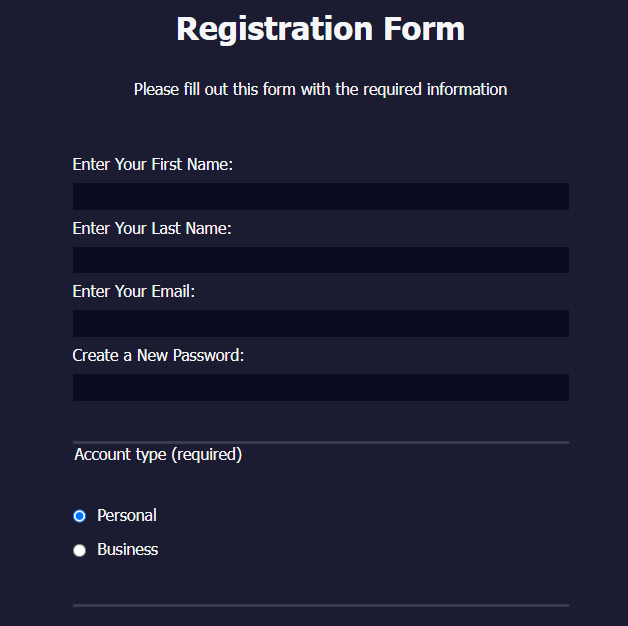 Registration Form
Please fill out this form with the required information
Enter Your First Name:
Enter Your Last Name:
Enter Your Email:
Create a New Password:
Account type (required)
Personal
Business